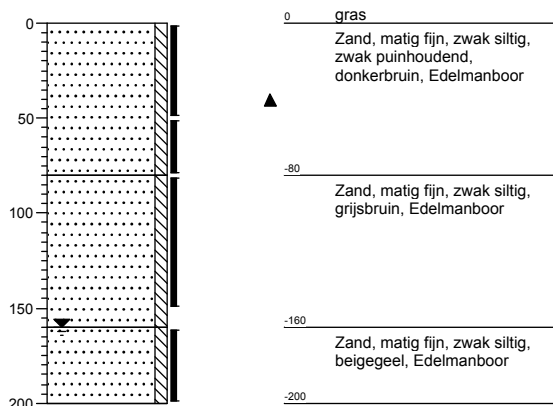 0
50
100
150
200
0
gras
Zand, matig fijn, zwak siltig,
zwak puinhoudend,
donkerbruin, Edelmanboor
-80
Zand, matig fijn, zwak siltig,
grijsbruin, Edelmanboor
-160
Zand, matig fijn, zwak siltig,
beigegeel, Edelmanboor
-200